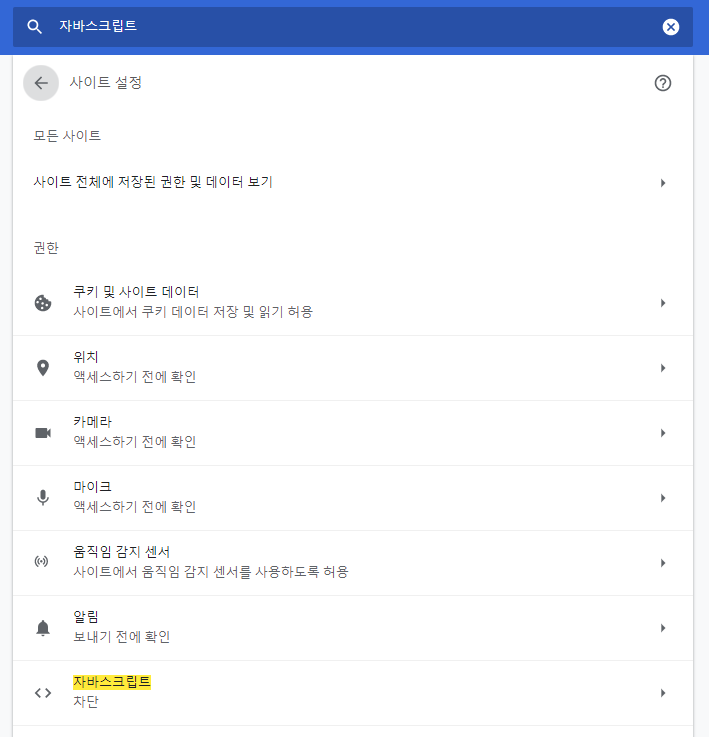 자바스크립트
사이트 설정
모든 사이트
사이트 전체에 저장된 권한 및 데이터 보기
권한
쿠키 및 사이트 데이터
사이트에서 쿠키 데이터 저장 및 읽기 허용
위치
액세스하기 전에 확인
카메라
액세스하기 전에 확인
마이크
액세스하기 전에 확인
움직임 감지 센서
사이트에서 움직임 감지 센서를 사용하도록 허용
알림
보내기 전에 확인
자바스크립트
차단